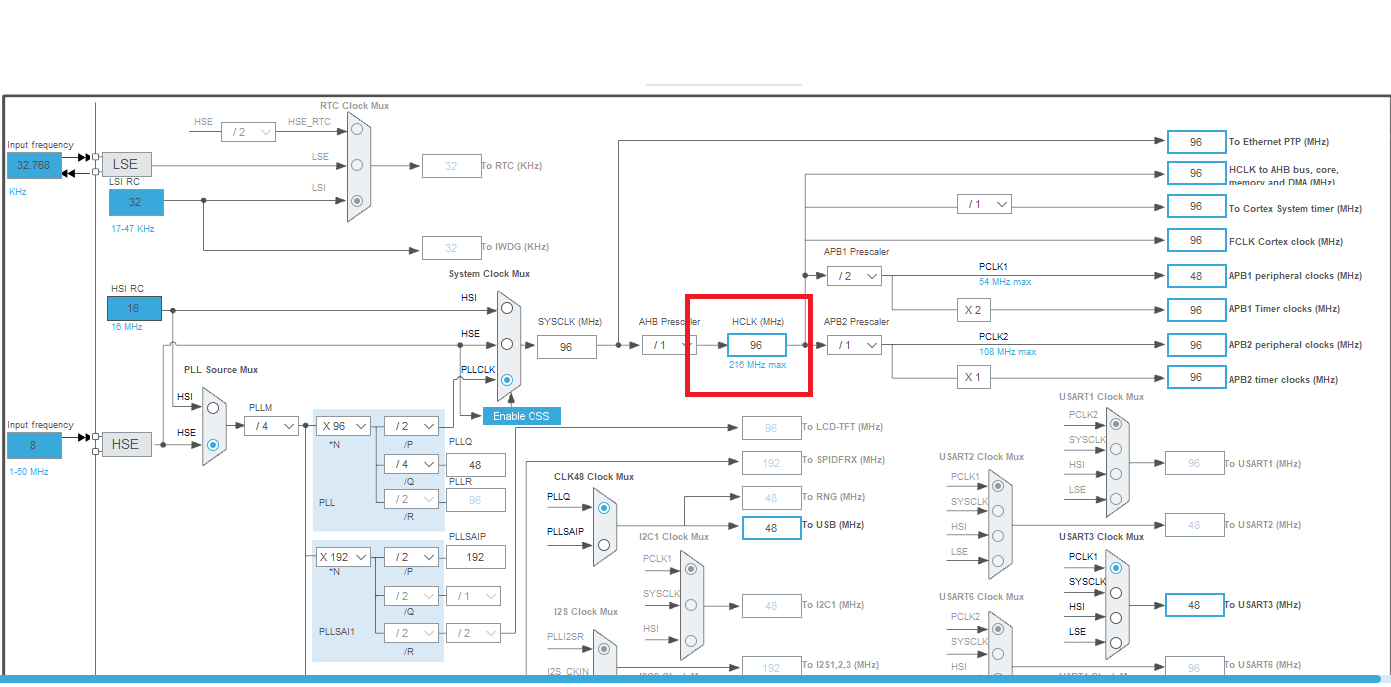 RTC Clock Mux
HSE
/ 2
HSE_RTC
Input frequency
32.768
KHz
LSE
LSE
32
To RTC (KHz)
LSI RC
32
17-47 KHz
LSI
32
To IWDG (KHz)
96
To Ethernet PTP (MHz)
96
HCLK to AHB bus, core,
memory and DMA (MHz)
/ 1
96
To Cortex System timer (MHz)
96
FCLK Cortex clock (MHz)
System Clock Mux
HSI RC
16
16 MHz
HSI
HSE
PLLCLK
SYSCLK (MHz)
96
AHB Prescaler
/ 1
HCLK (MHz)
96
216 MHz max
APB1 Prescaler
/ 2
PCLK1
54 MHz max
48
APB1 peripheral clocks (MHz)
X 2
96
APB1 Timer clocks (MHz)
APB2 Prescaler
/ 1
PCLK2
108 MHz max
96
APB2 peripheral clocks (MHz)
X 1
96
APB2 timer clocks (MHz)
PLL Source Mux
HSI
HSE
Input frequency
8
1-50 MHz
HSE
PLLM
/ 4
X 96
*N
/ 2
/P
PLLQ
/ 4
48
/Q
PLLR
/ 2
96
/R
PLL
Enable CSS
PLLSAIP
X 192
*N
/ 2
192
/P
/ 2
/ 1
/Q
PLLSAI1
/ 2
/ 2
/R
96
To LCD-TFT (MHz)
192
To SPIDFRX (MHz)
CLK48 Clock Mux
PLLQ
PLLSAIP
48
To RNG (MHz)
48
To USB (MHz)
I2C1 Clock Mux
PCLK1
SYSCLK
HSI
48
To I2C1 (MHz)
I2S Clock Mux
PLLI2SR
I2S_CKIN
192
To I2S1,2,3 (MHz)
USART1 Clock Mux
PCLK2
SYSCLK
HSI
LSE
96
To USART1 (MHz)
USART2 Clock Mux
PCLK1
SYSCLK
HSI
LSE
48
To USART2 (MHz)
USART3 Clock Mux
PCLK1
SYSCLK
HSI
LSE
48
To USART3 (MHz)
USART6 Clock Mux
PCLK2
SYSCLK
HSI
96
To USART6 (MHz)